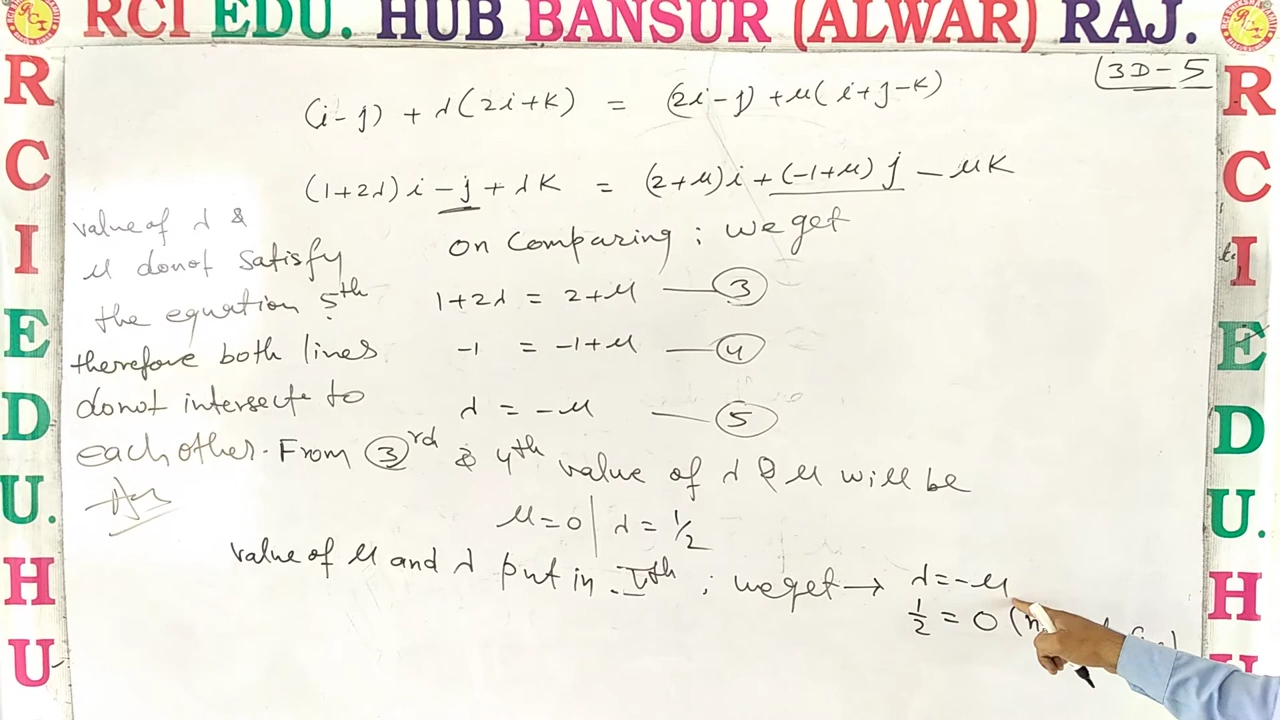 RCI EDU. HUB BANSUR (ALWAR) RAJ.
R
C
I
E
D
U.
H
U
R
C
I
E
D
U.
H
3D-5
(i-j) + λ(2i+k) = (2i-j) + μ(i+j-k)
(1+2λ)i - j + λk = (2+μ)i + (-1+μ)j - μk
on comparing ; we get
1+2λ = 2+μ — ③
-1 = -1+μ — ④
λ = -μ — ⑤
value of λ &
μ donot satisfy
the equation 5th
therefore both lines
donot intersecte to
each other.
Ans
From ③rd & 4th value of λ & μ will be
μ=0 | λ = 1/2
value of μ and λ put in Vth ; we get → λ=-μ
1/2 = 0